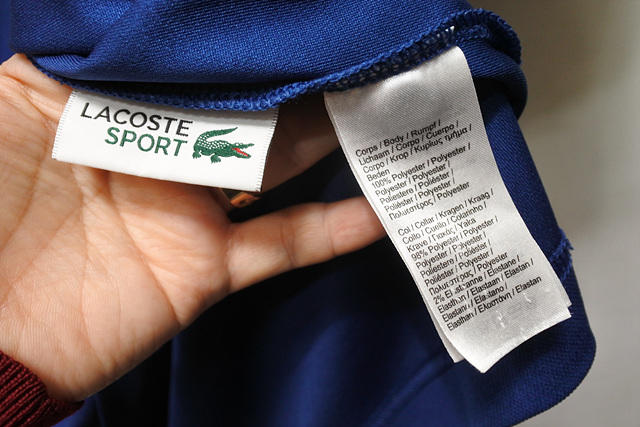 LACOSTE
SPORT
Corps / Body / Rumpf /
Lichaam / Corpo / Cuerpo /
Corpo / Krop / Κυρίως τμήμα /
Beden
100% Polyester / Polyester /
Polyester / Polyester /
Poliestere / Poliéster /
Poliéster / Polyester /
Πολυεστέρας / Polyester
Col / Collar / Kragen / Kraag /
Collo / Cuello / Colarinho /
Krave / Γιακάς / Yaka
98% Polyester / Polyester /
Polyester / Polyester /
Poliestere / Poliéster /
Poliéster / Polyester /
Πολυεστέρας / Polyester
2% Elasthanne / Elastane /
Elasthan / Elastaan / Elastan /
Elastano / Elastano /
Elasthan / Ελαστάνη / Elastan